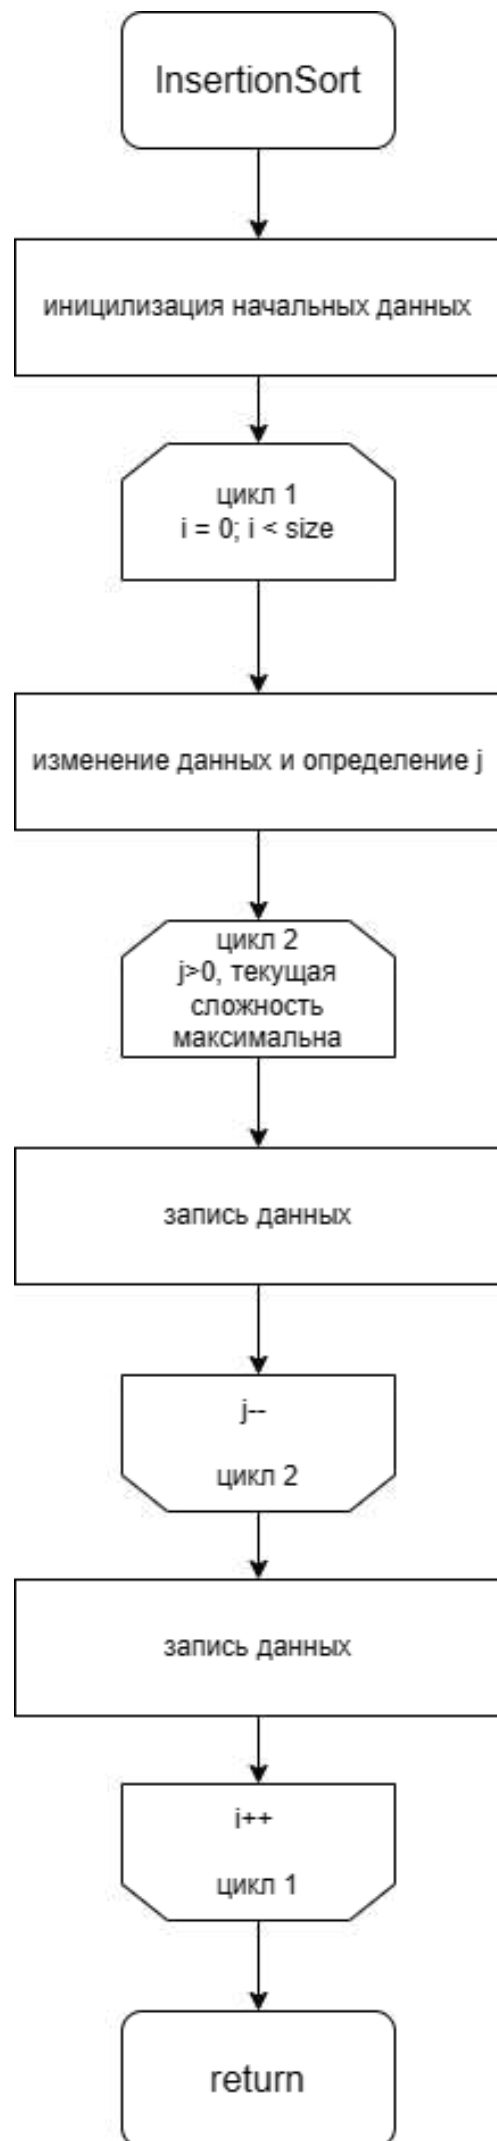 InsertionSort
иницилизация начальных данных
цикл 1
i = 0; i < size
изменение данных и определение j
цикл 2
j>0, текущая
сложность
максимальна
запись данных
j--
цикл 2
запись данных
i++
цикл 1
return